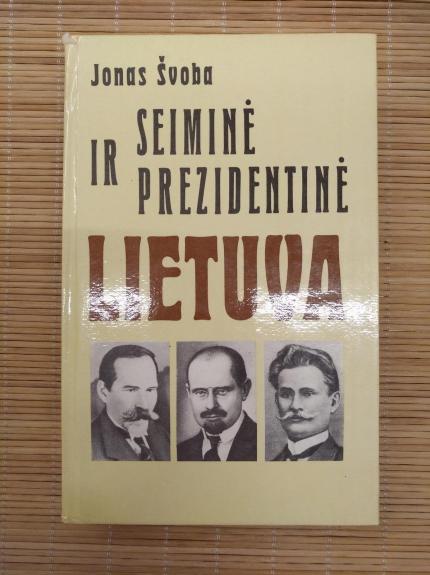 Jonas Švoba
SEIMINĖ
IR PREZIDENTINĖ
LIETUVA